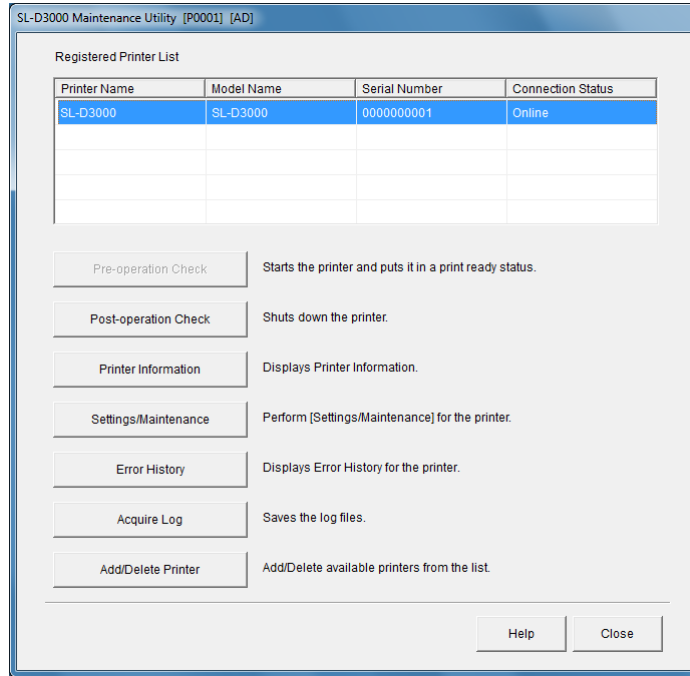 SL-D3000 Maintenance Utility [P0001] [AD]
Registered Printer List
Printer Name Model Name Serial Number Connection Status
SL-D3000 SL-D3000 0000000001 Online
Pre-operation Check Starts the printer and puts it in a print ready status.
Post-operation Check Shuts down the printer.
Printer Information Displays Printer Information.
Settings/Maintenance Perform [Settings/Maintenance] for the printer.
Error History Displays Error History for the printer.
Acquire Log Saves the log files.
Add/Delete Printer Add/Delete available printers from the list.
Help Close